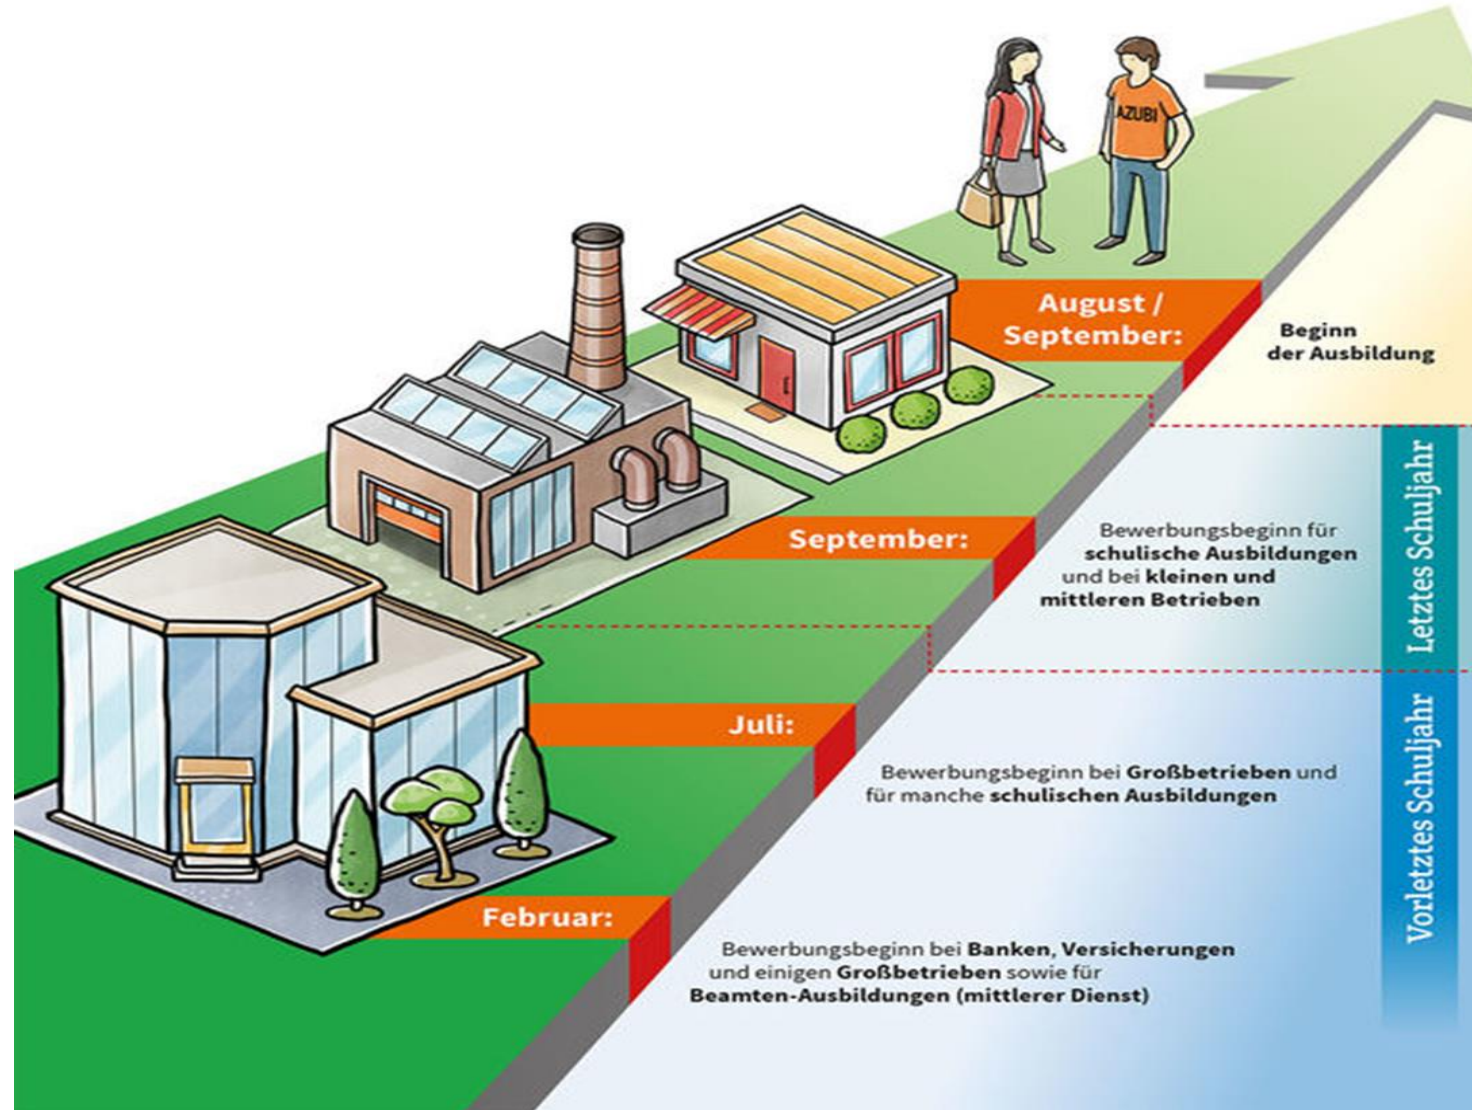 AZUBI
August /
September:
Beginn
der Ausbildung
September:
Bewerbungsbeginn für
schulische Ausbildungen
und bei kleinen und
mittleren Betrieben
Letztes Schuljahr
Juli:
Bewerbungsbeginn bei Großbetrieben und
für manche schulischen Ausbildungen
Vorletztes Schuljahr
Februar:
Bewerbungsbeginn bei Banken, Versicherungen
und einigen Großbetrieben sowie für
Beamten-Ausbildungen (mittlerer Dienst)